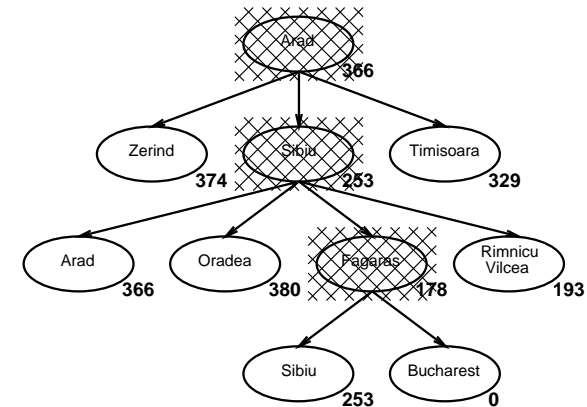 Arad
366
Zerind
374
Sibiu
253
Timisoara
329
Arad
366
Oradea
380
Fagaras
178
Rimnicu
Vilcea
193
Sibiu
253
Bucharest
0